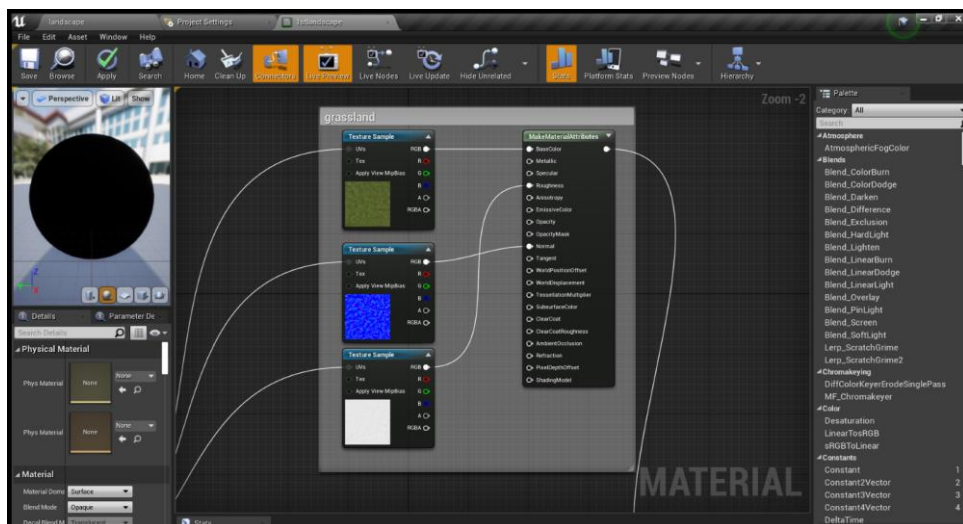 landscape
Project Settings
File Edit Asset Window Help
Save Browse Apply Search Home Clean Up Connectors Live Preview Live Nodes Live Update Hide Unrelated Stats Platform Stats Preview Nodes Hierarchy
Perspective Lit Show
Zoom -2
grassland
Texture Sample
UVs RGB
Tex R
Apply View MipBias G
B
A
RGBA
Texture Sample
UVs RGB
Tex R
Apply View MipBias G
B
A
RGBA
Texture Sample
UVs RGB
Tex R
Apply View MipBias G
B
A
RGBA
MakeMaterialAttributes
BaseColor
Metallic
Specular
Roughness
Anisotropy
EmissiveColor
Opacity
OpacityMask
Normal
Tangent
WorldPositionOffset
WorldDisplacement
TessellationMultiplier
SubsurfaceColor
ClearCoat
ClearCoatRoughness
AmbientOcclusion
Refraction
PixelDepthOffset
ShadingModel
MATERIAL
Stats
Z
X
Details Parameter De
Search Details
Physical Material
Phys Material None None
Phys Material None None
Material
Material Doma Surface
Blend Mode Opaque
Decal Blend M Translucent
Palette
Category: All
Search
Atmosphere
AtmosphericFogColor
Blends
Blend_ColorBurn
Blend_ColorDodge
Blend_Darken
Blend_Difference
Blend_Exclusion
Blend_HardLight
Blend_Lighten
Blend_LinearBurn
Blend_LinearDodge
Blend_LinearLight
Blend_Overlay
Blend_PinLight
Blend_Screen
Blend_SoftLight
Lerp_ScratchGrime
Lerp_ScratchGrime2
Chromakeying
DiffColorKeyerErodeSinglePass
MF_Chromakeyer
Color
Desaturation
LinearTosRGB
sRGBToLinear
Constants
Constant 1
Constant2Vector 2
Constant3Vector 3
Constant4Vector 4
DeltaTime